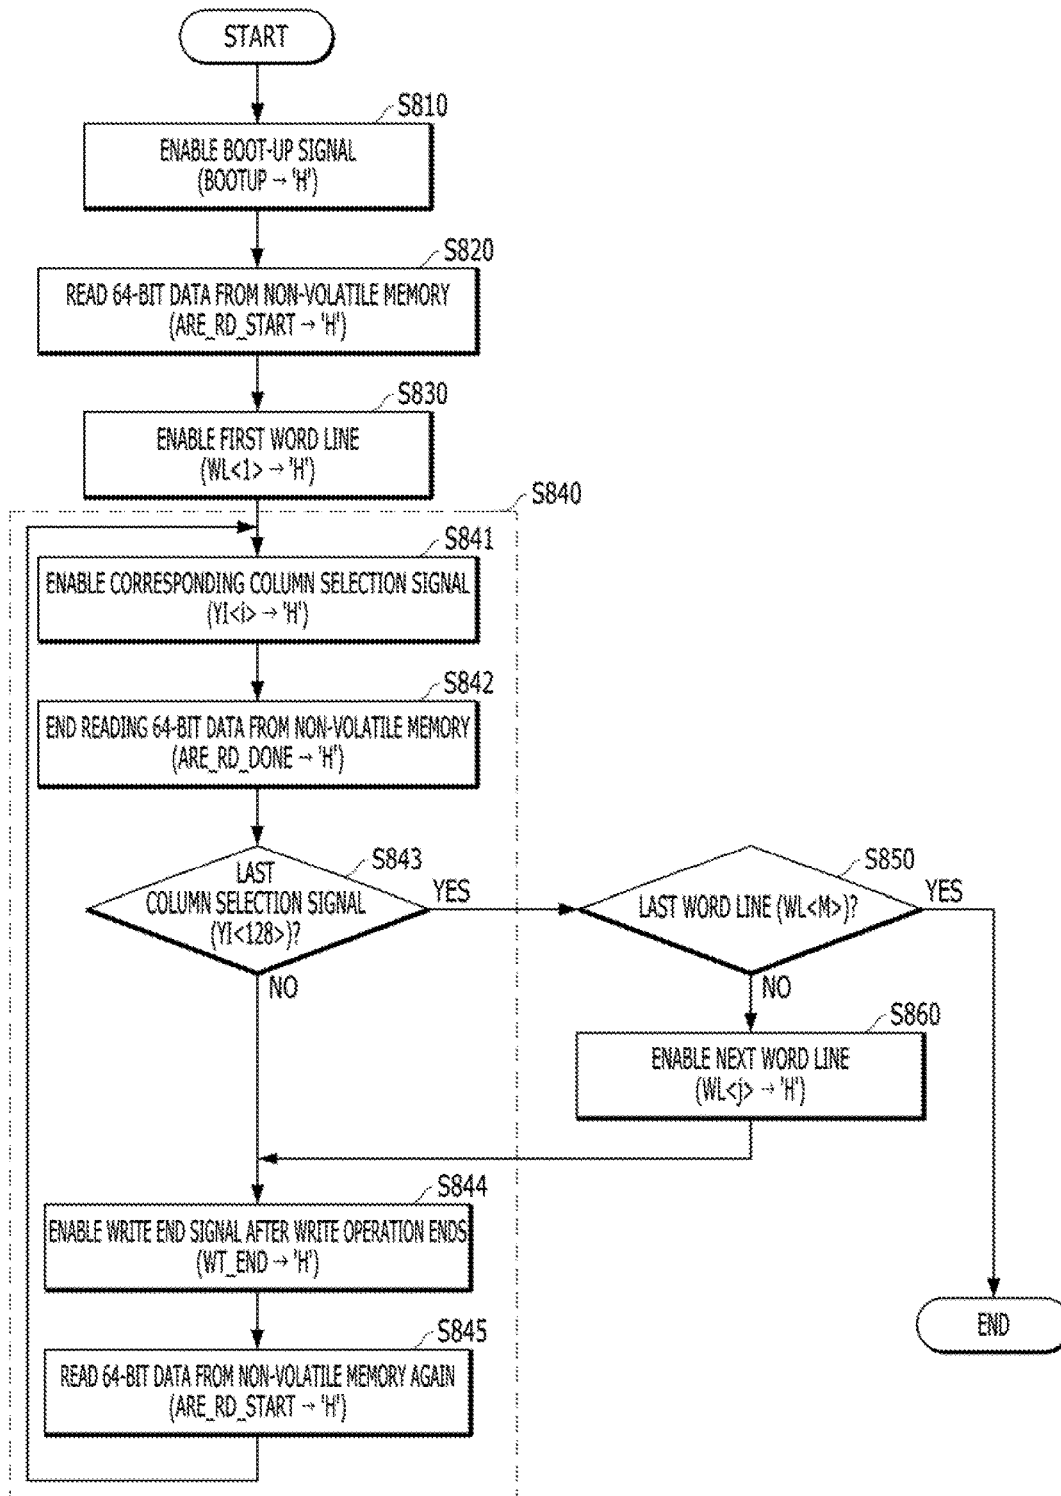 START
S810
ENABLE BOOT-UP SIGNAL
(BOOTUP → 'H')
S820
READ 64-BIT DATA FROM NON-VOLATILE MEMORY
(ARE_RD_START → 'H')
S830
ENABLE FIRST WORD LINE
(WL<1> → 'H')
S840
S841
ENABLE CORRESPONDING COLUMN SELECTION SIGNAL
(YI<i> → 'H')
S842
END READING 64-BIT DATA FROM NON-VOLATILE MEMORY
(ARE_RD_DONE → 'H')
S843
LAST
COLUMN SELECTION SIGNAL
(YI<128>)?
YES
NO
S850
LAST WORD LINE (WL<M>)?
YES
NO
S860
ENABLE NEXT WORD LINE
(WL<j> → 'H')
S844
ENABLE WRITE END SIGNAL AFTER WRITE OPERATION ENDS
(WT_END → 'H')
S845
READ 64-BIT DATA FROM NON-VOLATILE MEMORY AGAIN
(ARE_RD_START → 'H')
END